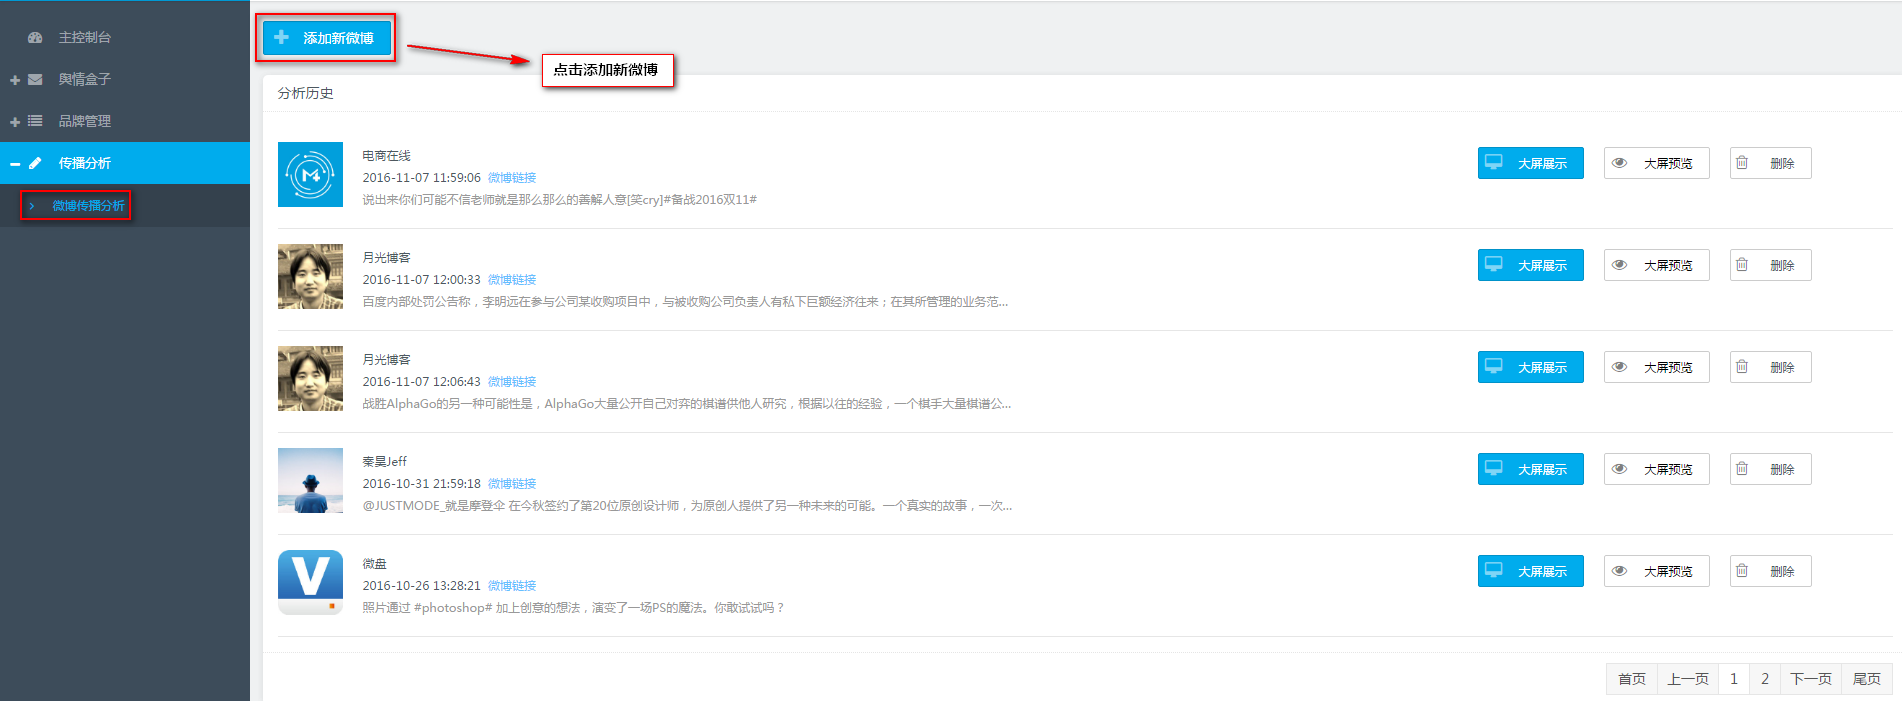 主控制台
舆情盒子
品牌管理
传播分析
微博传播分析
添加新微博
点击添加新微博
分析历史
电商在线
2016-11-07 11:59:06 微博链接
说出来你们可能不信老师就是那么那么的善解人意[笑cry]#备战2016双11#
大屏展示 大屏预览 删除
月光博客
2016-11-07 12:00:33 微博链接
百度内部处罚公告称，李明远在参与公司某收购项目中，与被收购公司负责人有私下巨额经济往来；在其所管理的业务范...
大屏展示 大屏预览 删除
月光博客
2016-11-07 12:06:43 微博链接
战胜AlphaGo的另一种可能性是，AlphaGo大量公开自己对弈的棋谱供他人研究，根据以往的经验，一个棋手大量棋谱公...
大屏展示 大屏预览 删除
秦昊Jeff
2016-10-31 21:59:18 微博链接
@JUSTMODE_就是摩登伞 在今秋签约了第20位原创设计师，为原创人提供了另一种未来的可能。一个真实的故事，一次...
大屏展示 大屏预览 删除
V
微盘
2016-10-26 13:28:21 微博链接
照片通过 #photoshop# 加上创意的想法，演变了一场PS的魔法。你敢试试吗？
大屏展示 大屏预览 删除
首页 上一页 1 2 下一页 尾页